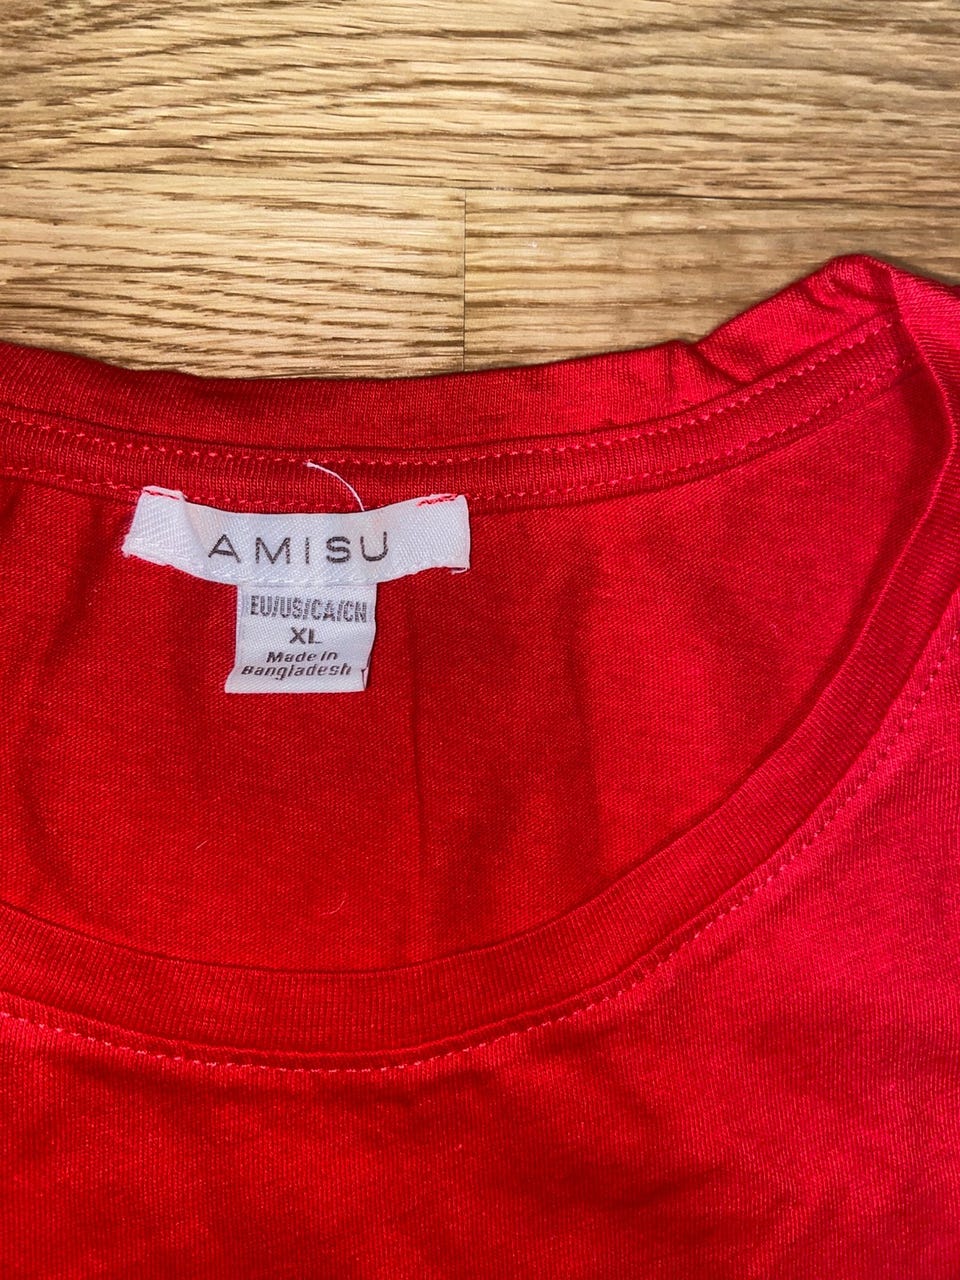 AMISU
EU/US/CA/CN
XL
Made in
Bangladesh